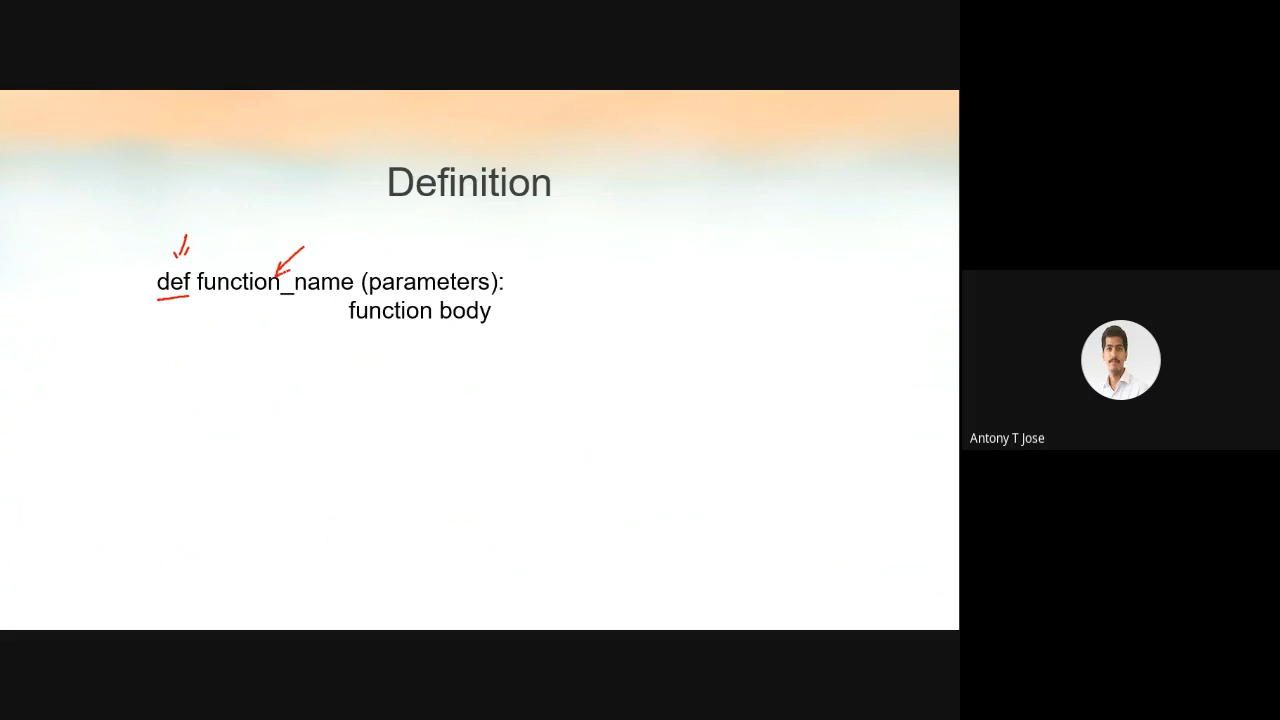 Definition
def function_name (parameters):
function body
Antony T Jose